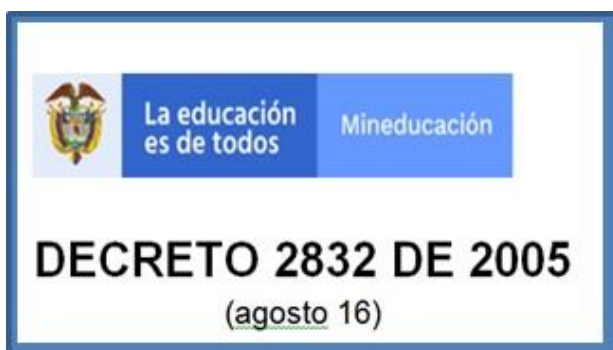 La educación
es de todos
Mineducación
DECRETO 2832 DE 2005
(agosto 16)